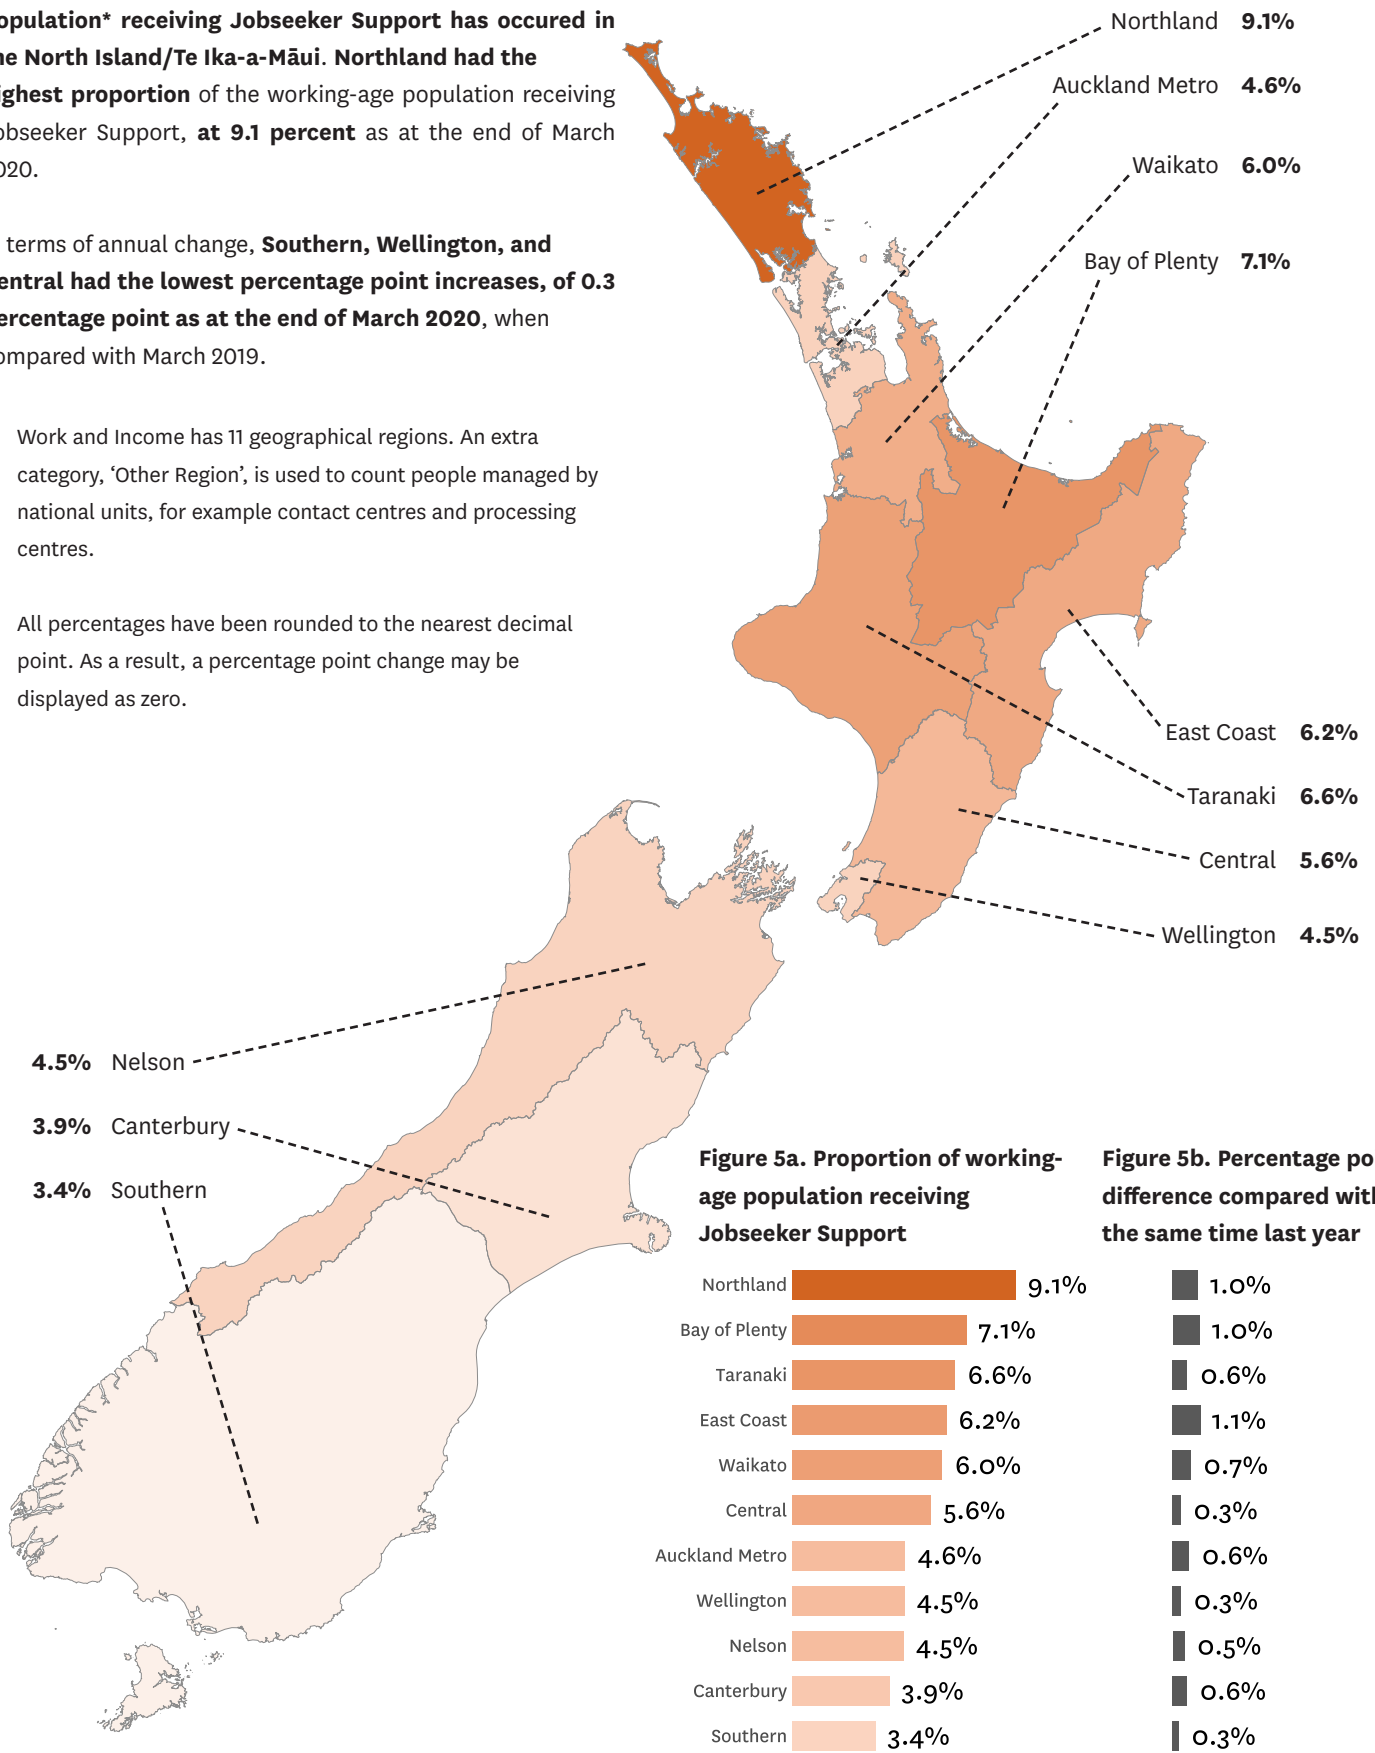 opulation* receiving Jobseeker Support has occured in
he North Island/Te Ika-a-Māui. Northland had the
ighest proportion of the working-age population receiving
obseeker Support, at 9.1 percent as at the end of March
020.
terms of annual change, Southern, Wellington, and
entral had the lowest percentage point increases, of 0.3
ercentage point as at the end of March 2020, when
ompared with March 2019.
Work and Income has 11 geographical regions. An extra
category, ‘Other Region’, is used to count people managed by
national units, for example contact centres and processing
centres.
All percentages have been rounded to the nearest decimal
point. As a result, a percentage point change may be
displayed as zero.
Northland 9.1%
Auckland Metro 4.6%
Waikato 6.0%
Bay of Plenty 7.1%
East Coast 6.2%
Taranaki 6.6%
Central 5.6%
Wellington 4.5%
4.5% Nelson
3.9% Canterbury
3.4% Southern
Figure 5a. Proportion of working-
age population receiving
Jobseeker Support
Figure 5b. Percentage po
difference compared with
the same time last year
Northland 9.1% 1.0%
Bay of Plenty 7.1% 1.0%
Taranaki 6.6% 0.6%
East Coast 6.2% 1.1%
Waikato 6.0% 0.7%
Central 5.6% 0.3%
Auckland Metro 4.6% 0.6%
Wellington 4.5% 0.3%
Nelson 4.5% 0.5%
Canterbury 3.9% 0.6%
Southern 3.4% 0.3%